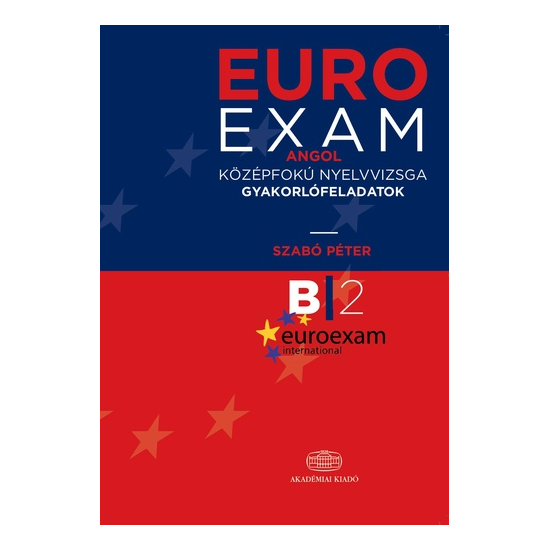 EURO
EXAM
ANGOL
KÖZÉPFOKÚ NYELVVIZSGA
GYAKORLÓFELADATOK
SZABÓ PÉTER
B|2
euroexam
international
AKADÉMIAI KIADÓ